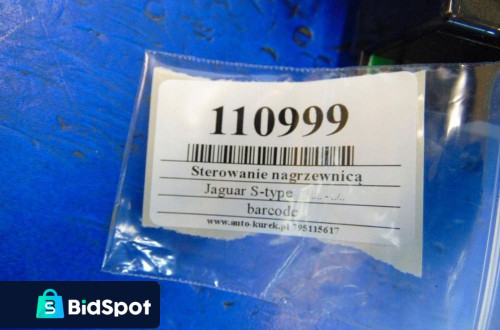 110999
Sterowanie nagrzewnicą
Jaguar S-type
barcode
www.auto-kurek.pl 795115617
BidSpot